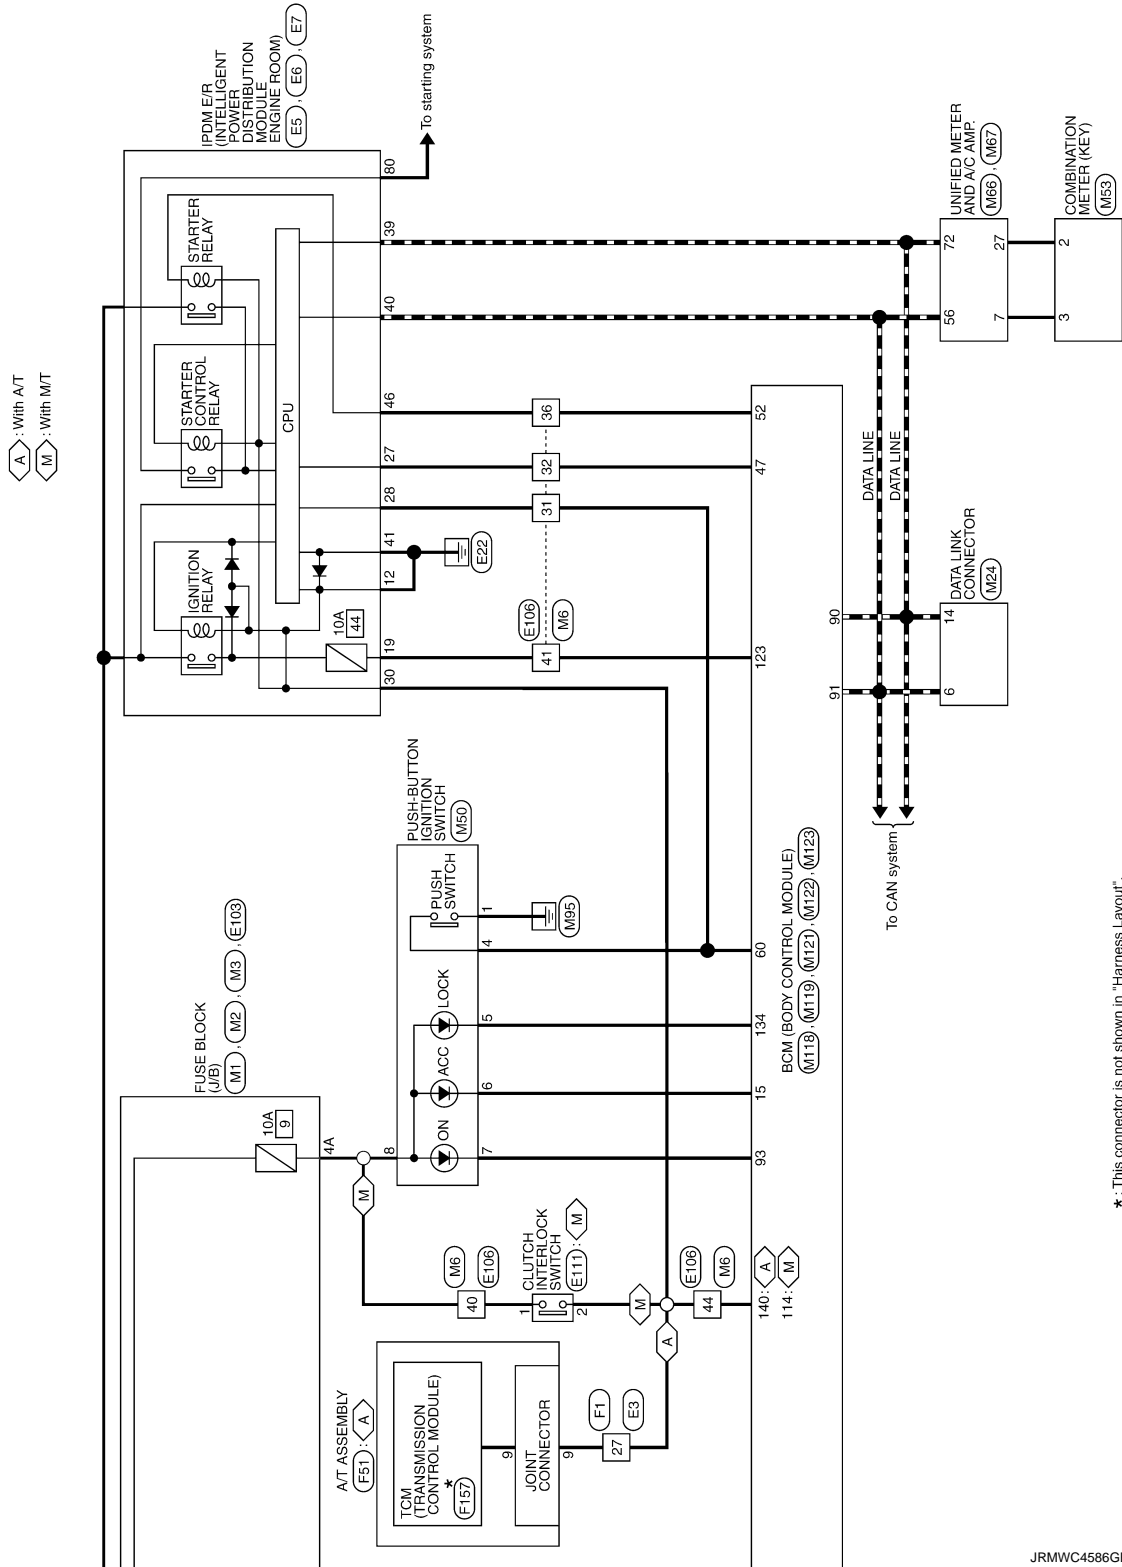 A : With A/T
M : With M/T
IPDM E/R
(INTELLIGENT
POWER
DISTRIBUTION
MODULE
ENGINE ROOM)
E5 , E6 , E7
STARTER
RELAY
STARTER
CONTROL
RELAY
IGNITION
RELAY
CPU
10A
44
80
39
40
46
27
28
41
12
19
30
To starting system
E22
36
32
31
41
E106
M6
52
47
123
UNIFIED METER
AND A/C AMP.
M66 , M67
72
56
27
7
COMBINATION
METER (KEY)
M53
2
3
DATA LINE
DATA LINE
DATA LINK
CONNECTOR
M24
14
6
90
91
To CAN system
FUSE BLOCK
(J/B)
M1 , M2 , M3 , E103
10A
9
4A
M
PUSH-BUTTON
IGNITION
SWITCH
M50
PUSH
SWITCH
LOCK
ACC
ON
8
1
4
5
6
7
M95
60
134
15
93
BCM (BODY CONTROL MODULE)
M118 , M119 , M121 , M122 , M123
M6
E106
40
CLUTCH
INTERLOCK
SWITCH
E111 : M
1
2
M
A
E106
M6
44
140 : A
114 : M
A/T ASSEMBLY
F51 : A
TCM
(TRANSMISSION
CONTROL MODULE)
*
F157
9
JOINT
CONNECTOR
9
F1
E3
27
* : This connector is not shown in "Harness Layout".